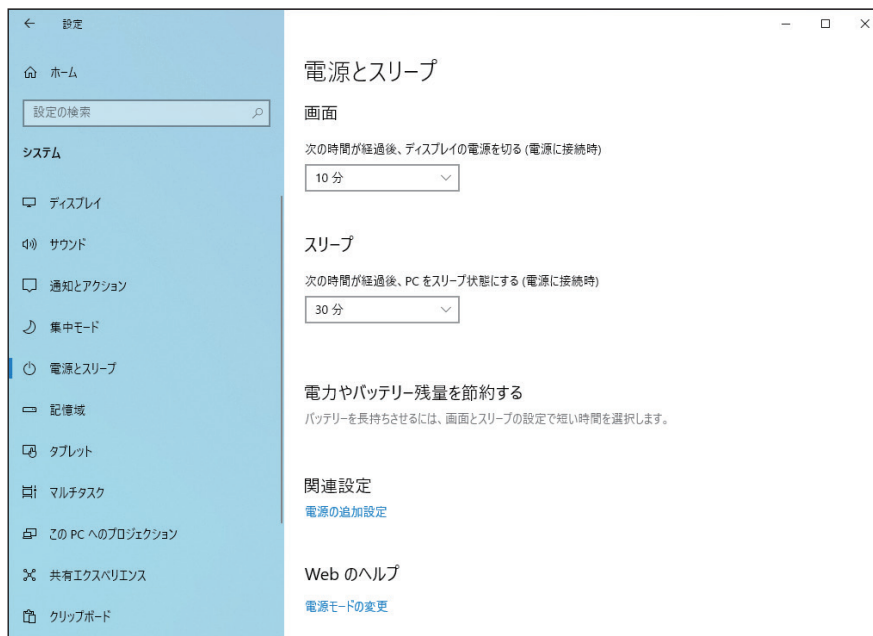 設定
ホーム
設定の検索
システム
ディスプレイ
サウンド
通知とアクション
集中モード
電源とスリープ
記憶域
タブレット
マルチタスク
この PC へのプロジェクション
共有エクスペリエンス
クリップボード
電源とスリープ
画面
次の時間が経過後、ディスプレイの電源を切る (電源に接続時)
10 分
スリープ
次の時間が経過後、PC をスリープ状態にする (電源に接続時)
30 分
電力やバッテリー残量を節約する
バッテリーを長持ちさせるには、画面とスリープの設定で短い時間を選択します。
関連設定
電源の追加設定
Web のヘルプ
電源モードの変更